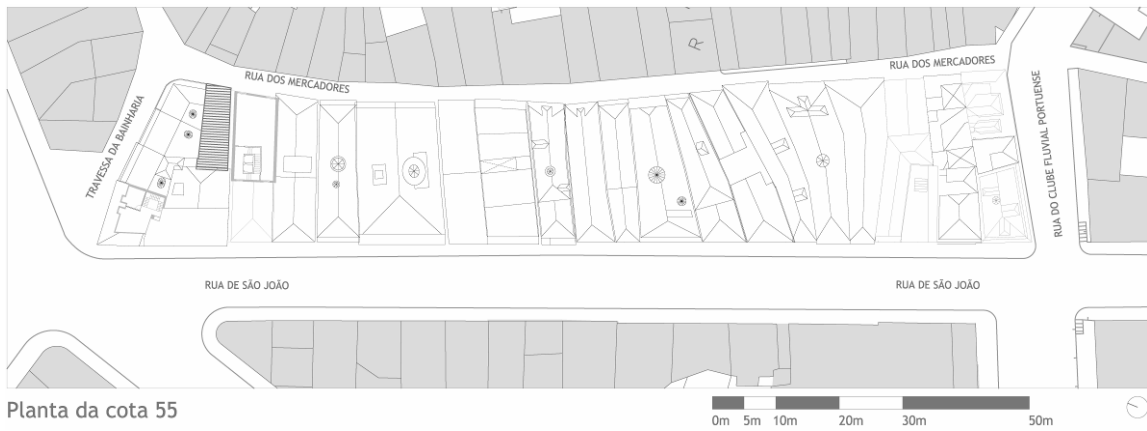 R
RUA DOS MERCADORES
RUA DOS MERCADORES
TRAVESSA DA BAINHARIA
RUA DO CLUBE FLUVIAL PORTUENSE
RUA DE SÃO JOÃO
RUA DE SÃO JOÃO
Planta da cota 55
0m 5m 10m 20m 30m 50m